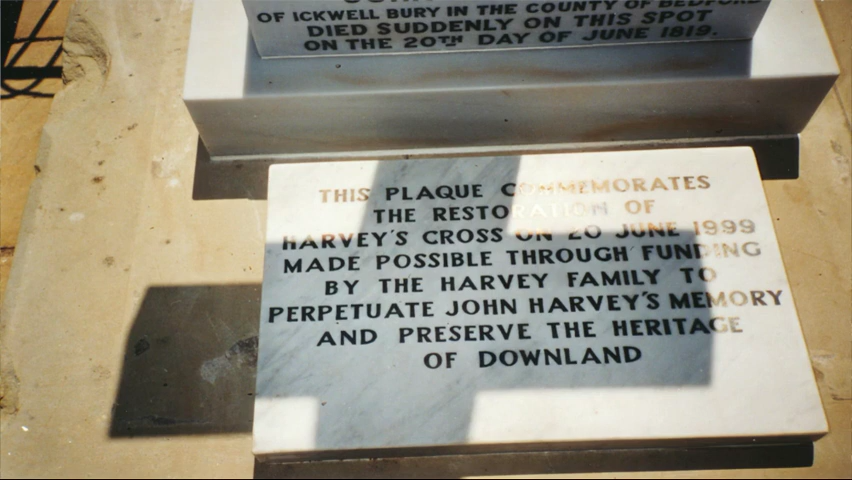 OF ICKWELL BURY IN THE COUNTY OF BEDFORD
DIED SUDDENLY ON THIS SPOT
ON THE 20TH DAY OF JUNE 1819.
THIS PLAQUE COMMEMORATES
THE RESTORATION OF
HARVEY'S CROSS ON 20 JUNE 1999
MADE POSSIBLE THROUGH FUNDING
BY THE HARVEY FAMILY TO
PERPETUATE JOHN HARVEY'S MEMORY
AND PRESERVE THE HERITAGE
OF DOWNLAND